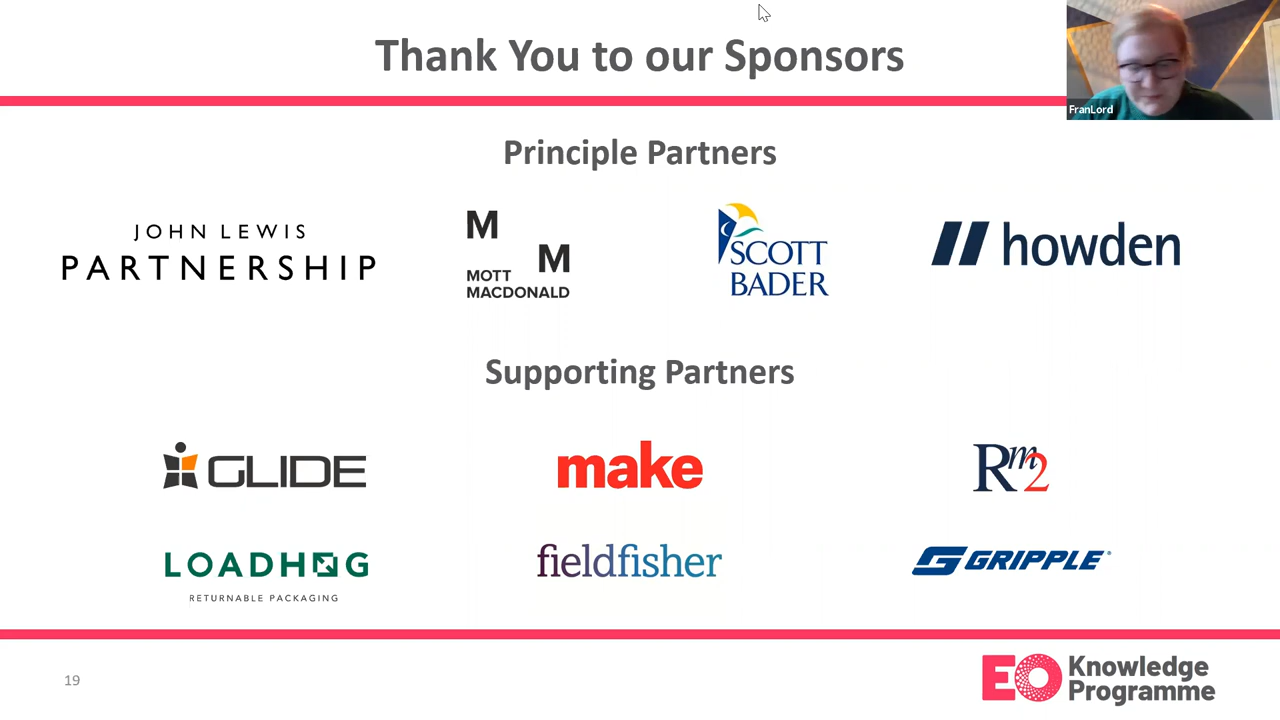 Thank You to our Sponsors
FranLord
Principle Partners
JOHN LEWIS
PARTNERSHIP
M
M
MOTT
MACDONALD
SCOTT
BADER
howden
Supporting Partners
GLIDE
make
Rm2
LOADHOG
RETURNABLE PACKAGING
fieldfisher
GRIPPLE
19
EO Knowledge
Programme